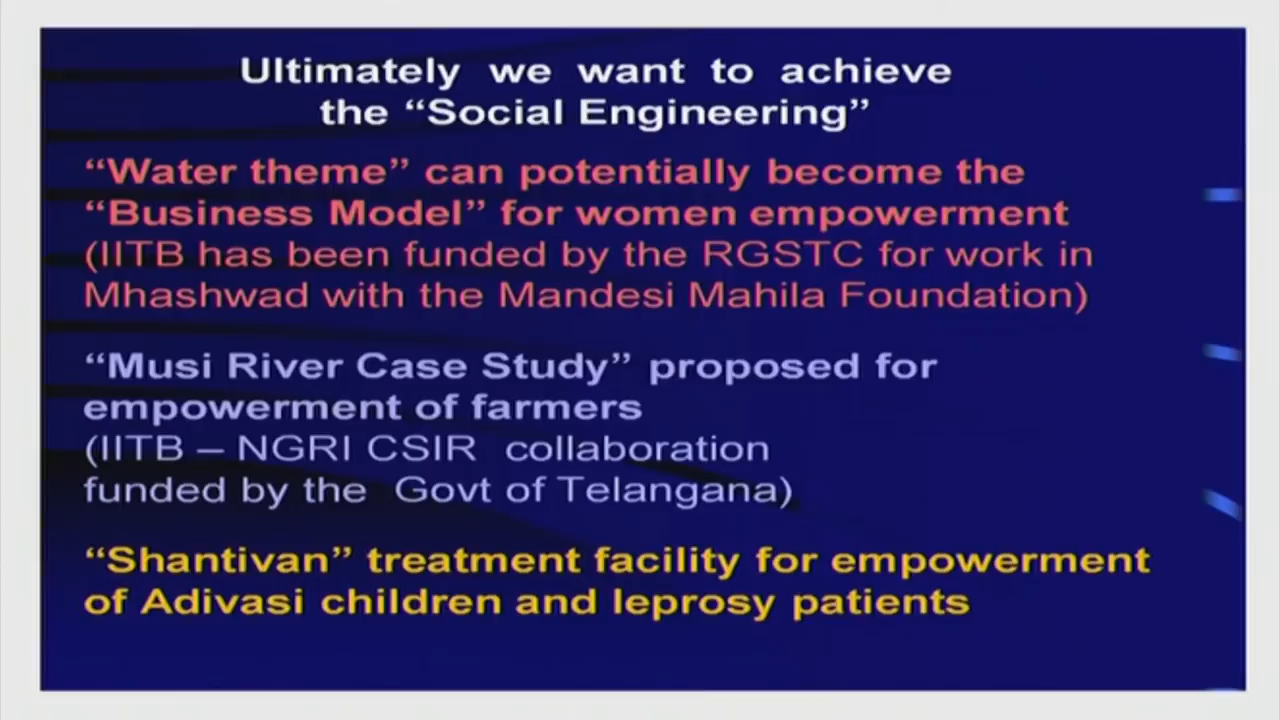 Ultimately we want to achieve
the “Social Engineering”
“Water theme” can potentially become the
“Business Model” for women empowerment
(IITB has been funded by the RGSTC for work in
Mhashwad with the Mandesi Mahila Foundation)
“Musi River Case Study” proposed for
empowerment of farmers
(IITB – NGRI CSIR collaboration
funded by the Govt of Telangana)
“Shantivan” treatment facility for empowerment
of Adivasi children and leprosy patients